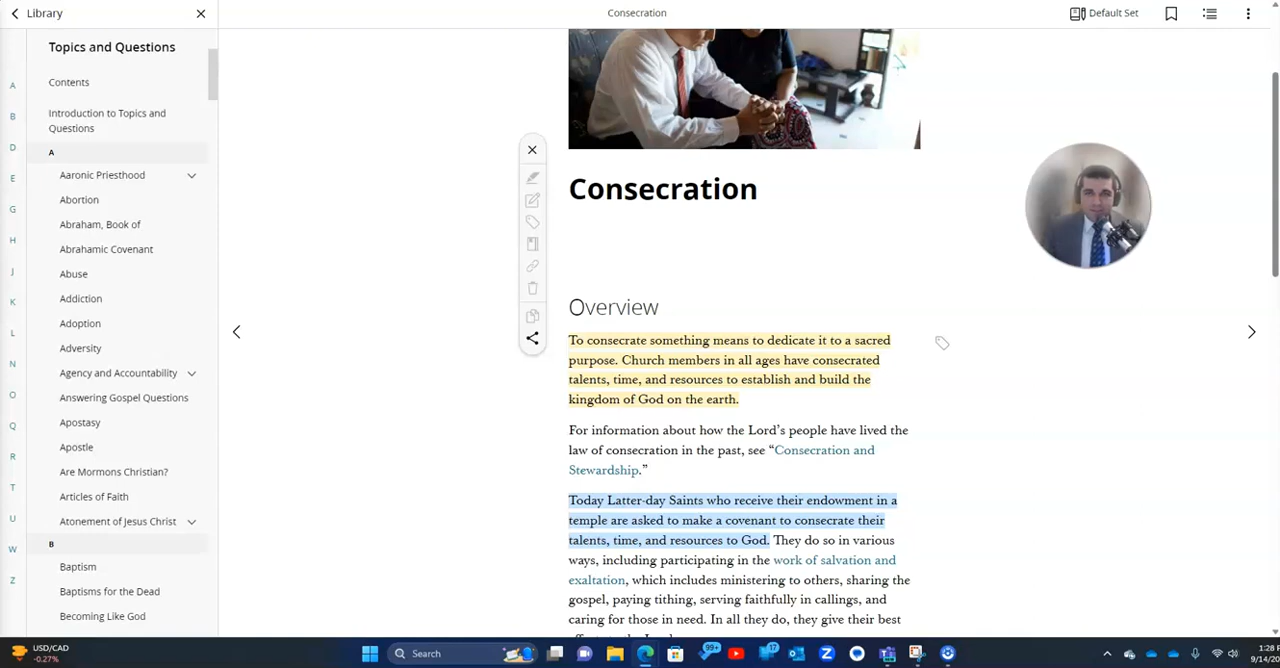 Library
Consecration
Default Set
Topics and Questions
Contents
Introduction to Topics and
Questions
A
Aaronic Priesthood
Abortion
Abraham, Book of
Abrahamic Covenant
Abuse
Addiction
Adoption
Adversity
Agency and Accountability
Answering Gospel Questions
Apostasy
Apostle
Are Mormons Christian?
Articles of Faith
Atonement of Jesus Christ
B
Baptism
Baptisms for the Dead
Becoming Like God
A
B
D
E
G
H
J
K
L
N
O
Q
R
T
U
W
Z
Consecration
Overview
To consecrate something means to dedicate it to a sacred
purpose. Church members in all ages have consecrated
talents, time, and resources to establish and build the
kingdom of God on the earth.
For information about how the Lord’s people have lived the
law of consecration in the past, see “Consecration and
Stewardship.”
Today Latter-day Saints who receive their endowment in a
temple are asked to make a covenant to consecrate their
talents, time, and resources to God. They do so in various
ways, including participating in the work of salvation and
exaltation, which includes ministering to others, sharing the
gospel, paying tithing, serving faithfully in callings, and
caring for those in need. In all they do, they give their best
USD/CAD
-0.27%
Search
99+
17
1:28
9/14/20